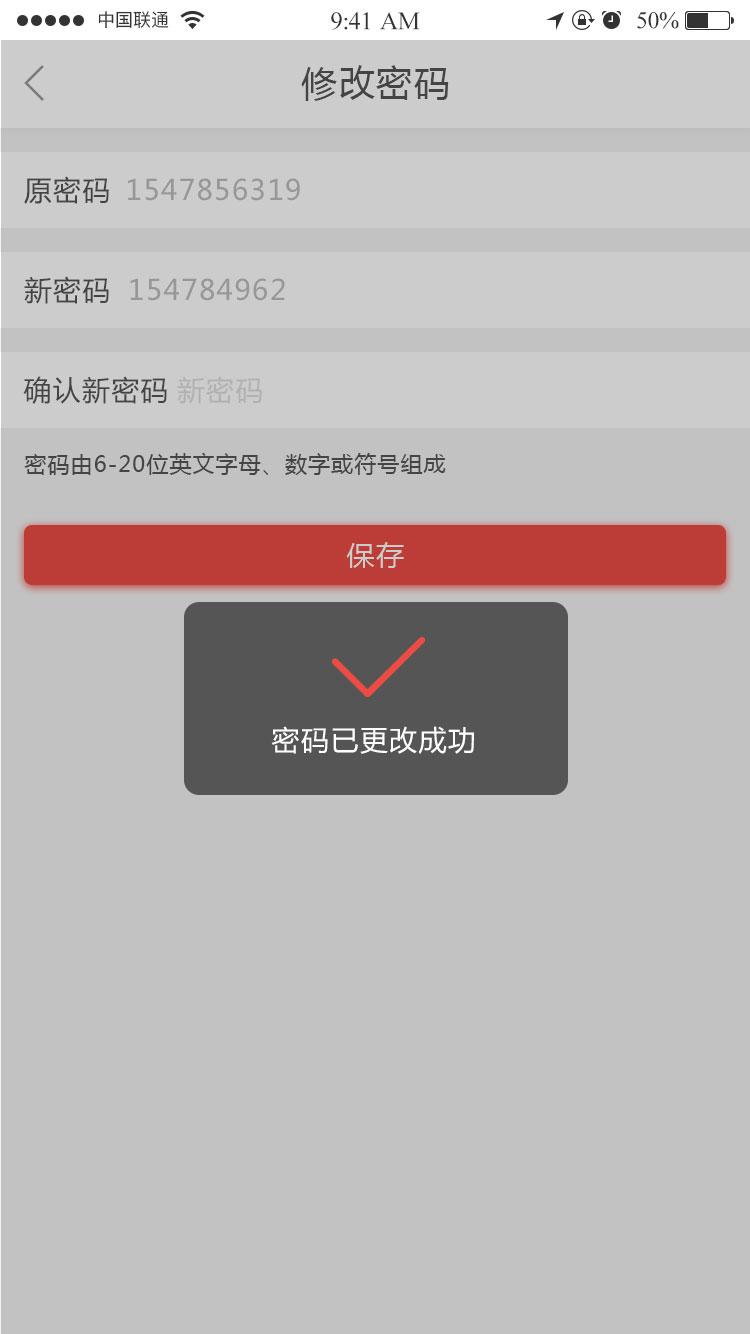 中国联通 9:41 AM 50%
修改密码
原密码 1547856319
新密码 154784962
确认新密码 新密码
密码由6-20位英文字母、数字或符号组成
保存
密码已更改成功